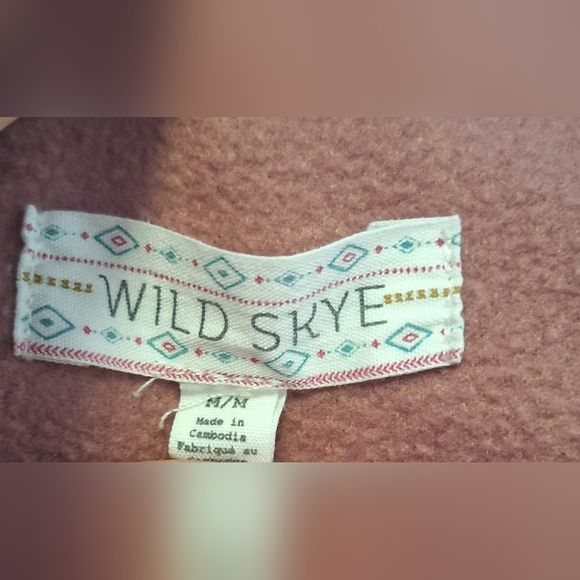 WILD SKYE
M/M
Made in
Cambodia
Fabriqué au